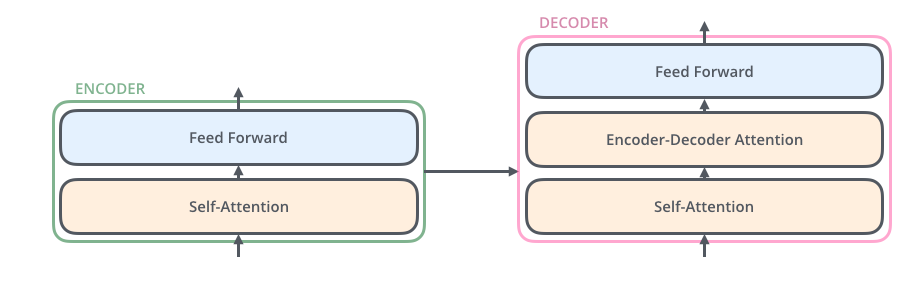 ENCODER
Feed Forward
Self-Attention
DECODER
Feed Forward
Encoder-Decoder Attention
Self-Attention